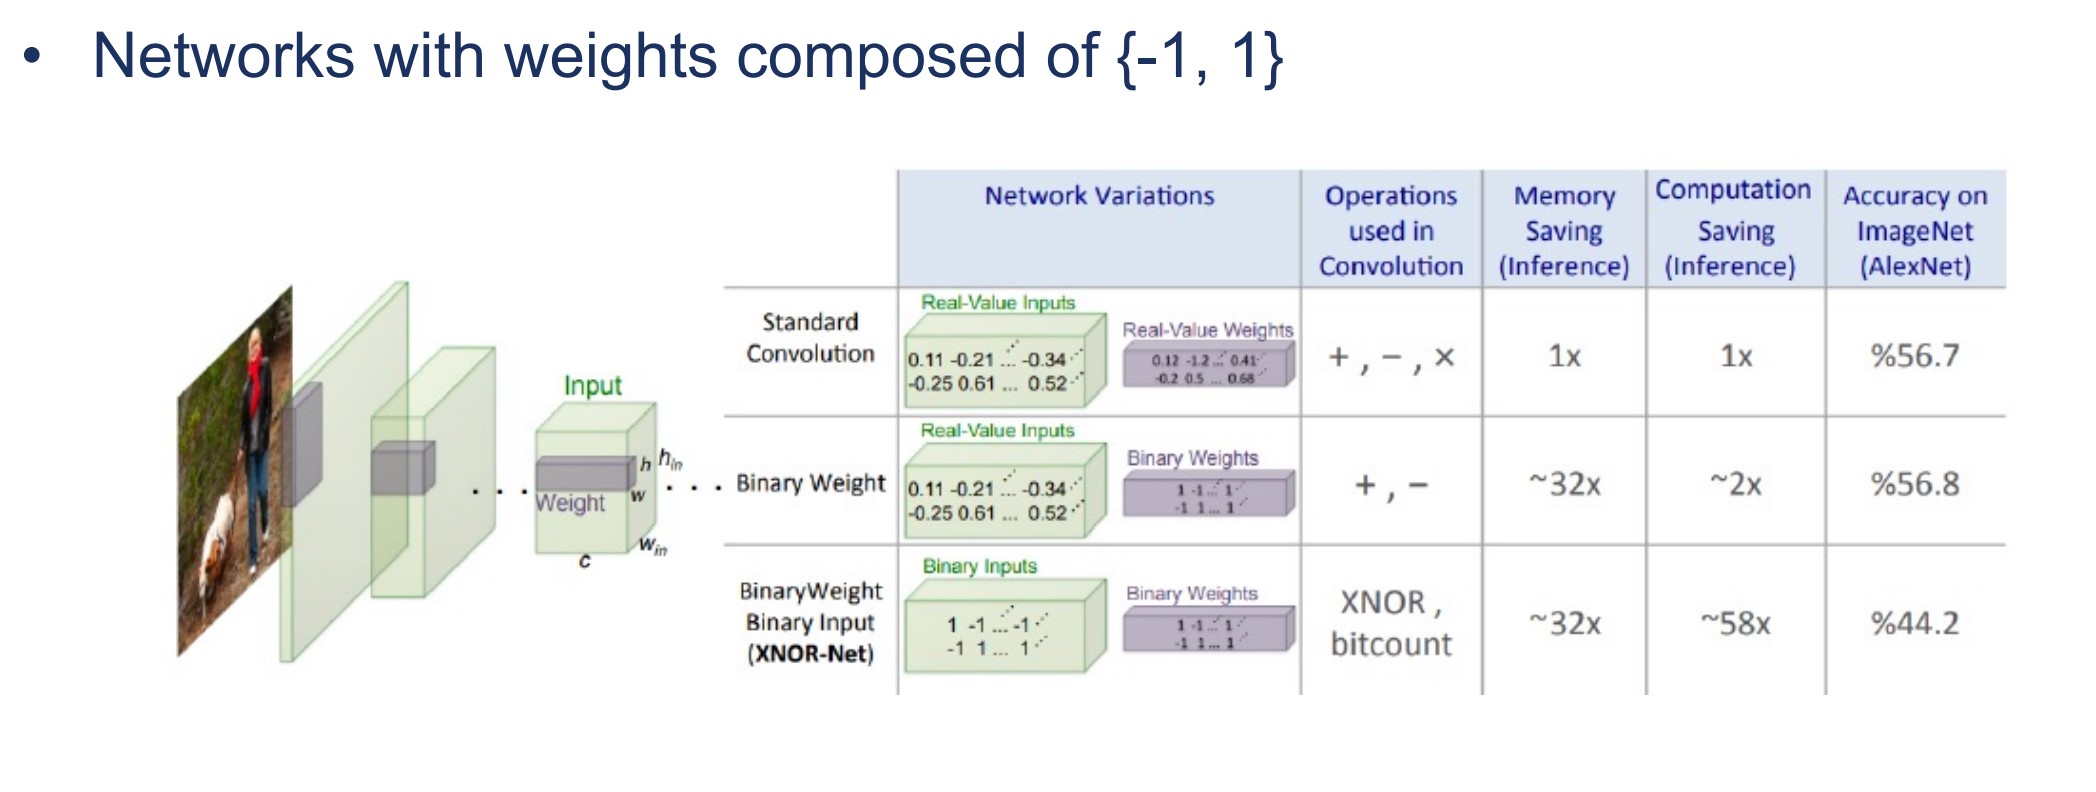 • Networks with weights composed of {-1, 1}
Network Variations
Operations
used in
Convolution
Memory
Saving
(Inference)
Computation
Saving
(Inference)
Accuracy on
ImageNet
(AlexNet)
Input
Weight
h
h_in
w
w_in
c
. . .
. . .
Standard
Convolution
Real-Value Inputs
0.11 -0.21 ... -0.34
-0.25 0.61 ... 0.52
Real-Value Weights
0.12 -1.2 ... 0.41
-0.2 0.5 ... 0.68
+ , − , ×
1x
1x
%56.7
Binary Weight
Real-Value Inputs
0.11 -0.21 ... -0.34
-0.25 0.61 ... 0.52
Binary Weights
1 -1 ... 1
-1 1 ... 1
+ , −
~32x
~2x
%56.8
BinaryWeight
Binary Input
(XNOR-Net)
Binary Inputs
1 -1 ... -1
-1 1 ... 1
Binary Weights
1 -1 ... 1
-1 1 ... 1
XNOR ,
bitcount
~32x
~58x
%44.2